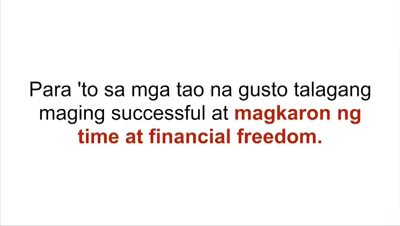 Para 'to sa mga tao na gusto talagang
maging successful at magkaron ng
time at financial freedom.